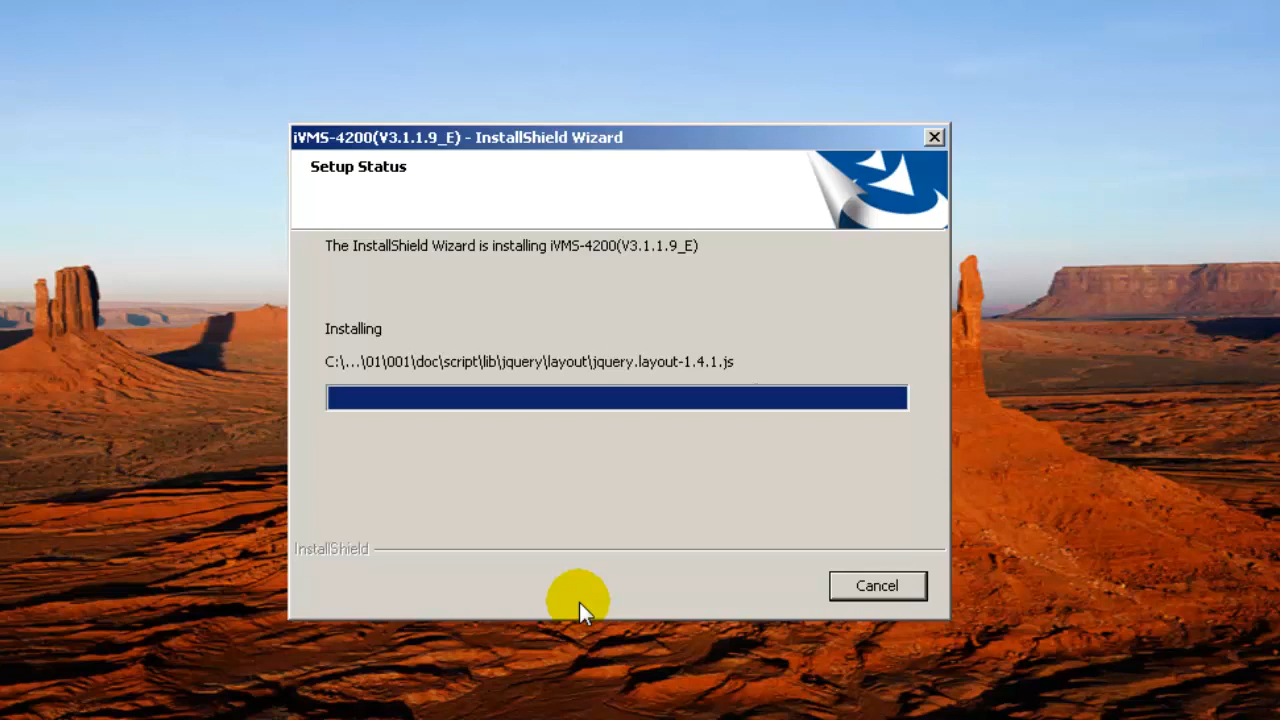 iVMS-4200(V3.1.1.9_E) - InstallShield Wizard
Setup Status
The InstallShield Wizard is installing iVMS-4200(V3.1.1.9_E)
Installing
C:\...\01\001\doc\script\lib\jquery\layout\jquery.layout-1.4.1.js
InstallShield
Cancel